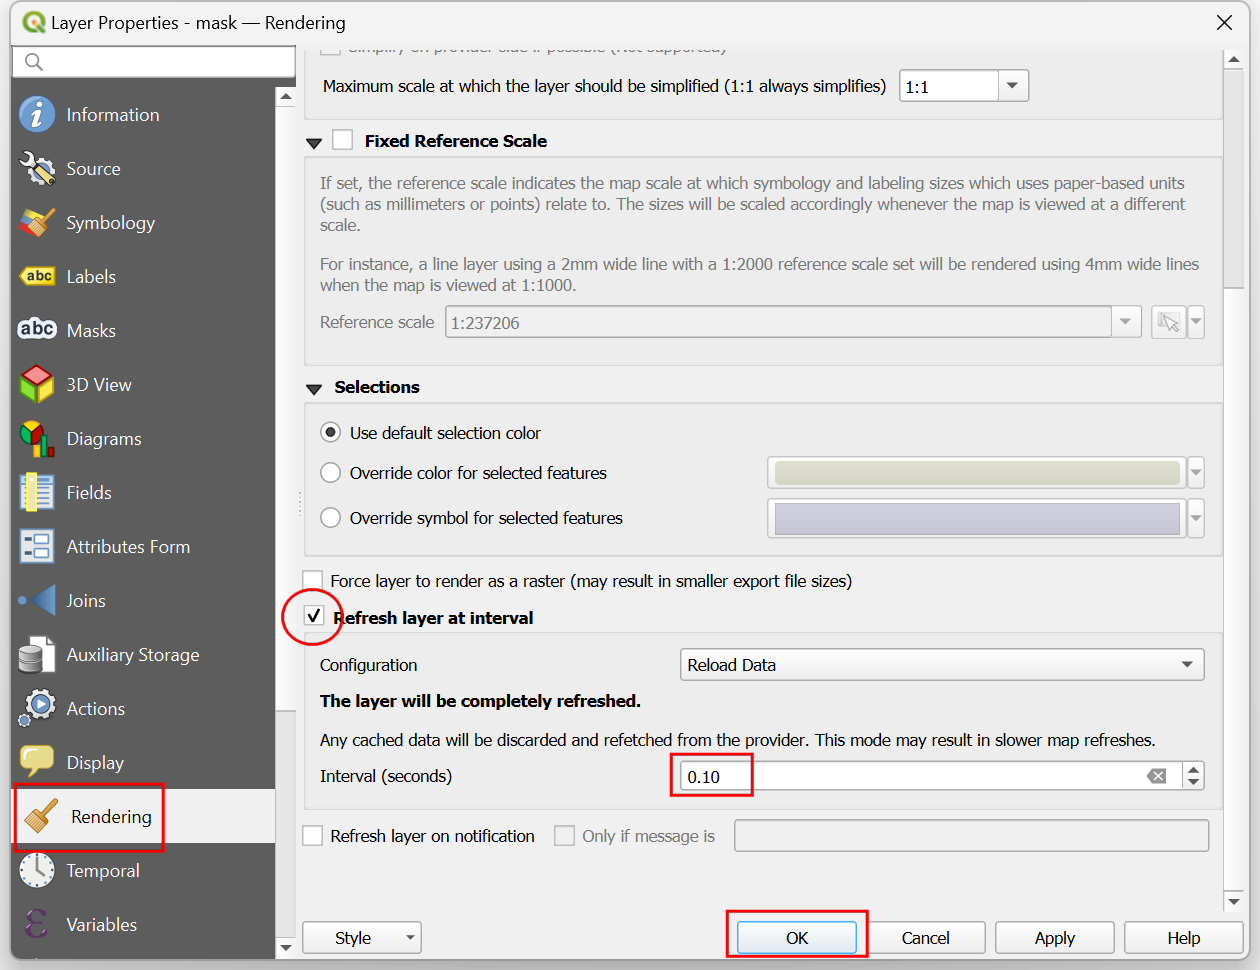 Layer Properties - mask — Rendering
Information
Source
Symbology
abc Labels
abc Masks
3D View
Diagrams
Fields
Attributes Form
Joins
Auxiliary Storage
Actions
Display
Rendering
Temporal
Variables
Simplify on provider side if possible (Not supported)
Maximum scale at which the layer should be simplified (1:1 always simplifies) 1:1
Fixed Reference Scale
If set, the reference scale indicates the map scale at which symbology and labeling sizes which uses paper-based units
(such as millimeters or points) relate to. The sizes will be scaled accordingly whenever the map is viewed at a different
scale.
For instance, a line layer using a 2mm wide line with a 1:2000 reference scale set will be rendered using 4mm wide lines
when the map is viewed at 1:1000.
Reference scale 1:237206
Selections
Use default selection color
Override color for selected features
Override symbol for selected features
Force layer to render as a raster (may result in smaller export file sizes)
Refresh layer at interval
Configuration Reload Data
The layer will be completely refreshed.
Any cached data will be discarded and refetched from the provider. This mode may result in slower map refreshes.
Interval (seconds) 0.10
Refresh layer on notification Only if message is
Style OK Cancel Apply Help